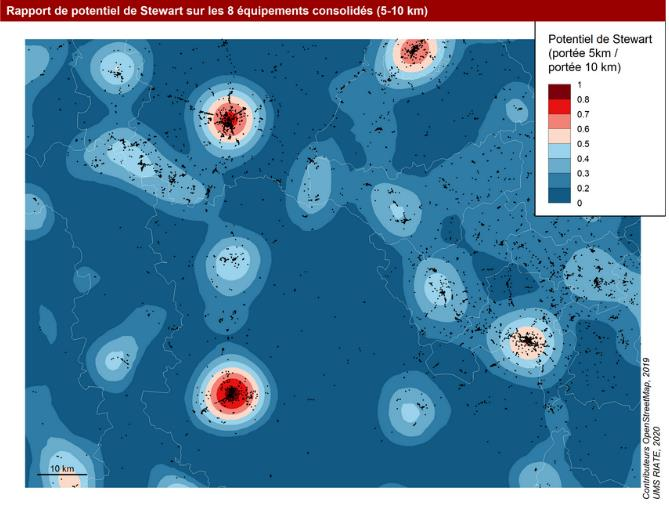 Rapport de potentiel de Stewart sur les 8 équipements consolidés (5-10 km)
Potentiel de Stewart
(portée 5km /
portée 10 km)
1
0.8
0.7
0.6
0.5
0.4
0.3
0.2
0
10 km
Contributeurs OpenStreetMap, 2019
UMS RIATE, 2020